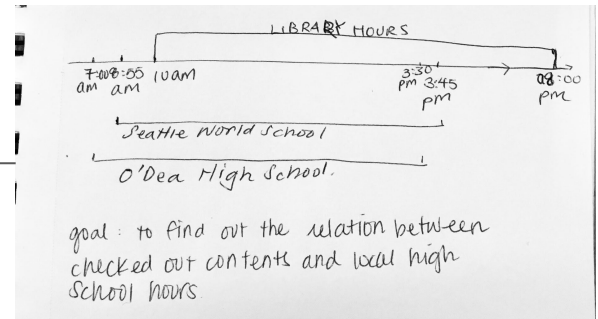 LIBRARY HOURS
7:00 am
8:55 am
10am
3:30 pm
3:45 pm
08:00 pm
Seattle World School
O'Dea High School.
goal: to find out the relation between
checked out contents and local high
School hours.